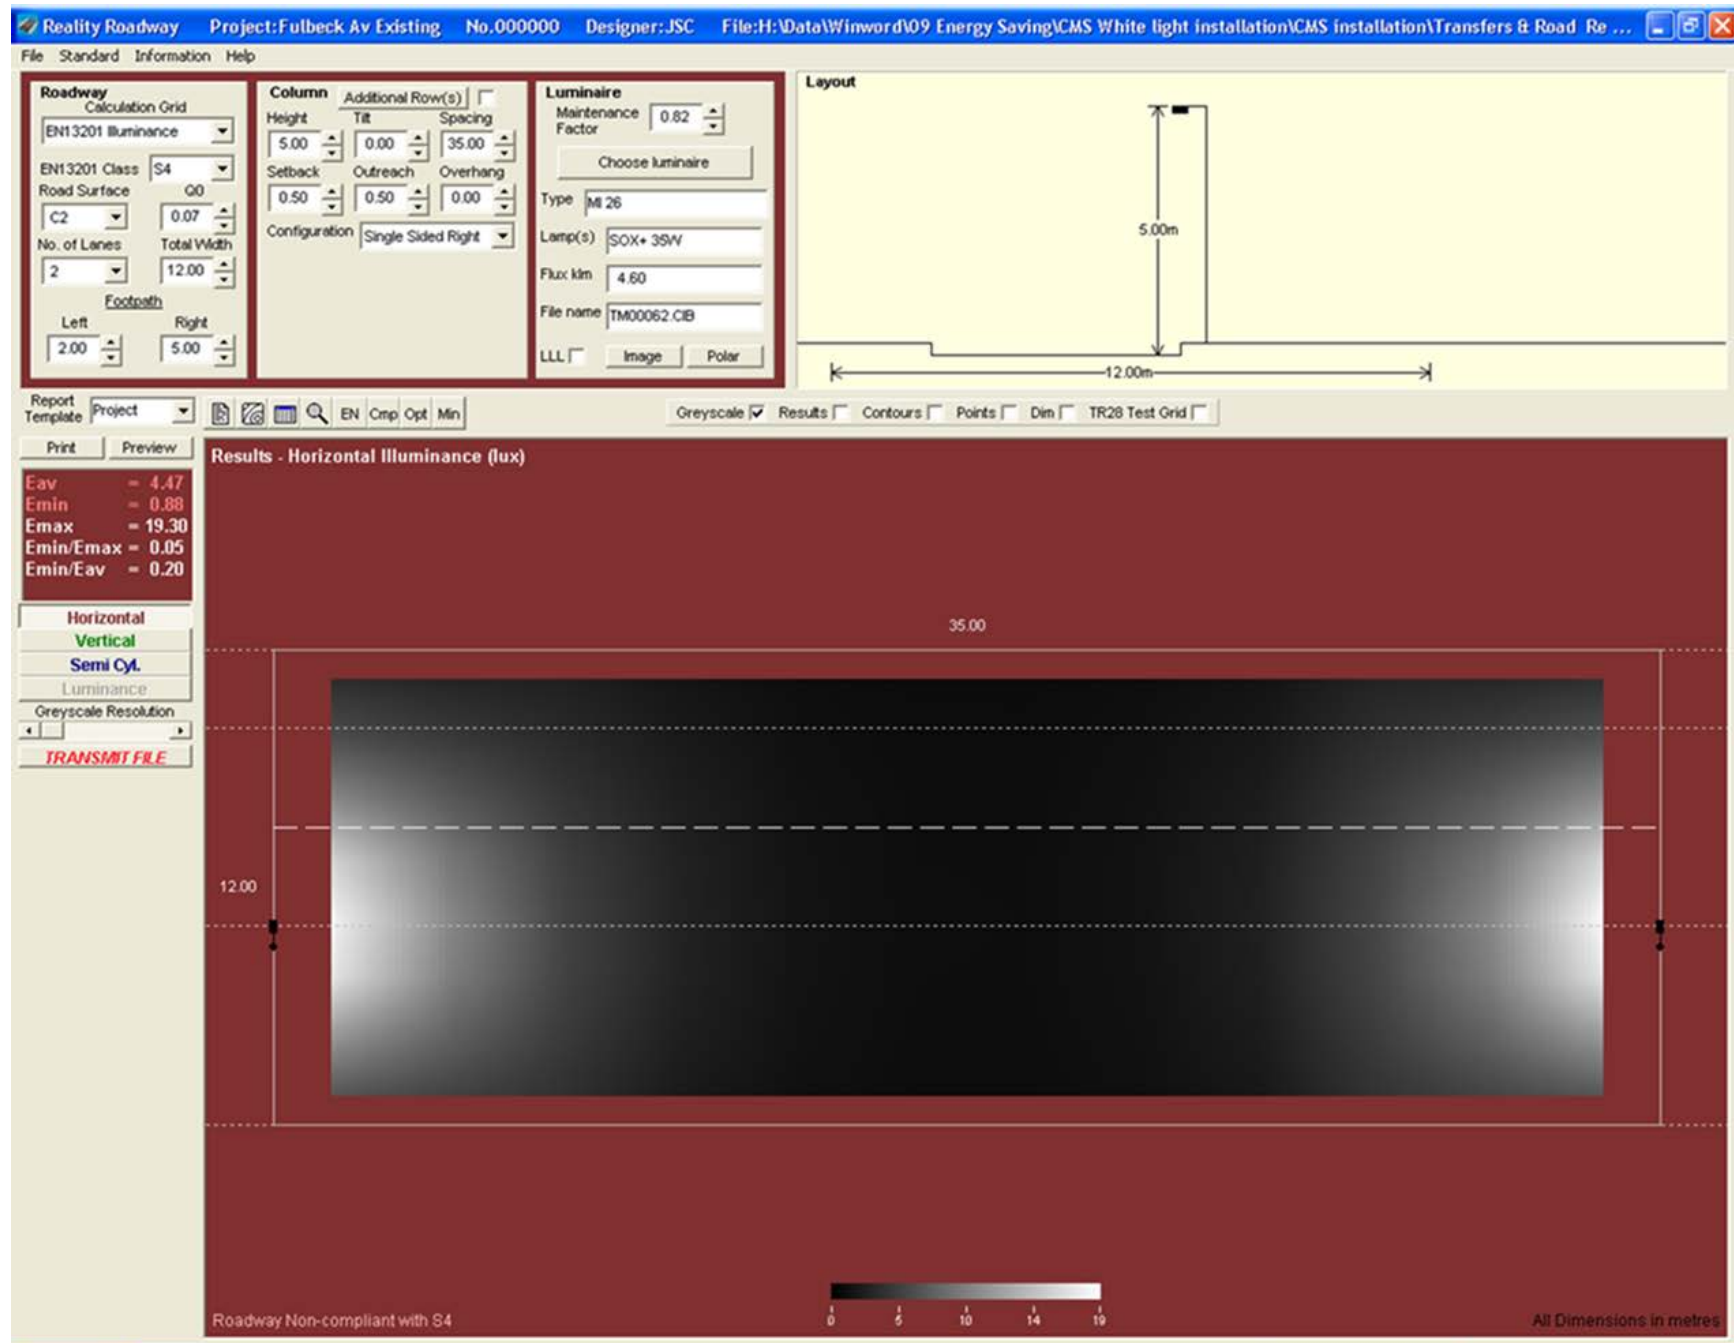 Reality Roadway Project:Fulbeck Av Existing No.000000 Designer:JSC File:H:\Data\Winword\09 Energy Saving\CMS White light installation\CMS installation\Transfers & Road Re ...
File Standard Information Help
Roadway
Calculation Grid
EN13201 Illuminance
EN13201 Class S4
Road Surface Q0
C2 0.07
No. of Lanes Total Width
2 12.00
Footpath
Left Right
2.00 5.00
Column Additional Row(s)
Height Tilt Spacing
5.00 0.00 35.00
Setback Outreach Overhang
0.50 0.50 0.00
Configuration Single Sided Right
Luminaire
Maintenance Factor 0.82
Choose luminaire
Type MI 26
Lamp(s) SOX+ 35W
Flux klm 4.60
File name TM00062.CIB
LLL Image Polar
Layout
5.00m
12.00m
Report Template Project
EN Cmp Opt Min
Greyscale Results Contours Points Dim TR28 Test Grid
Print Preview
Eav = 4.47
Emin = 0.88
Emax = 19.30
Emin/Emax = 0.05
Emin/Eav = 0.20
Horizontal
Vertical
Semi Cyl.
Luminance
Greyscale Resolution
TRANSMIT FILE
Results - Horizontal Illuminance (lux)
35.00
12.00
0 5 10 14 19
Roadway Non-compliant with S4
All Dimensions in metres